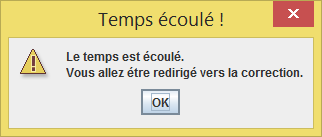 Temps écoulé !
Le temps est écoulé.
Vous allez étre redirigé vers la correction.
OK